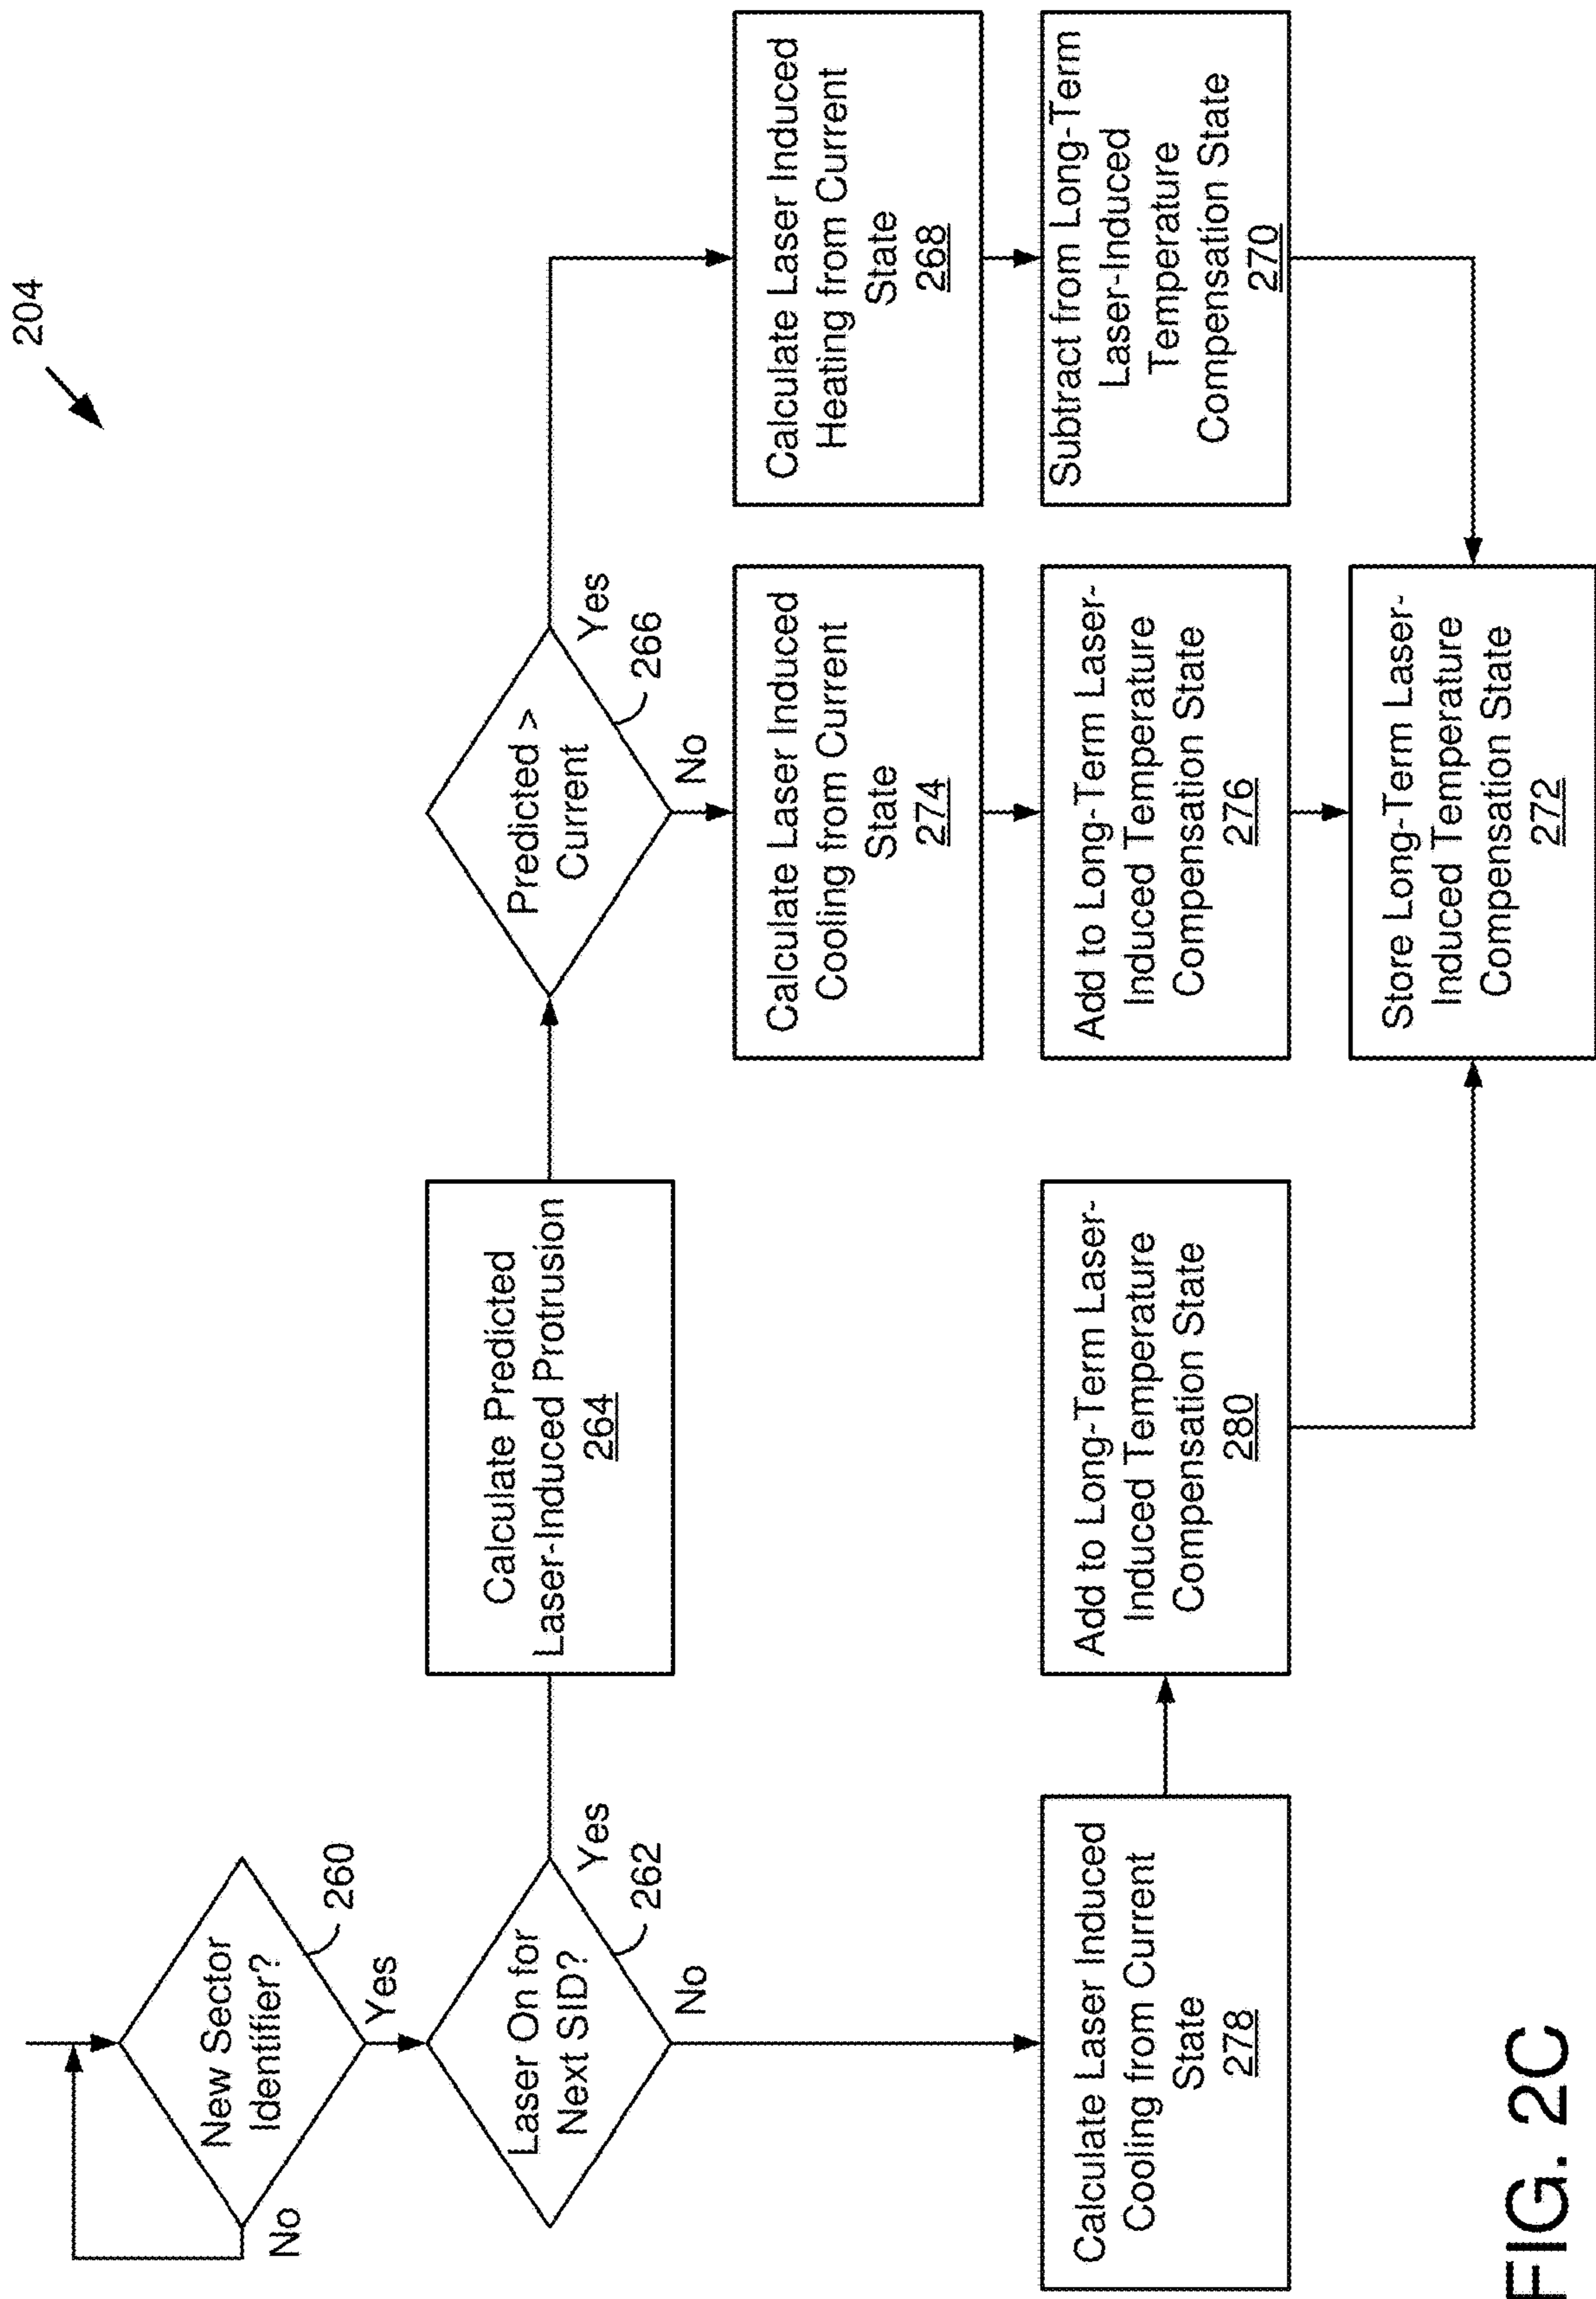 204
New Sector
Identifier?
260
No
Yes
Laser On for
Next SID?
262
Yes
No
Calculate Predicted
Laser-Induced Protrusion
264
Predicted >
Current
266
Yes
No
Calculate Laser Induced
Heating from Current
State
268
Subtract from Long-Term
Laser-Induced
Temperature
Compensation State
270
Calculate Laser Induced
Cooling from Current
State
274
Add to Long-Term Laser-
Induced Temperature
Compensation State
276
Store Long-Term Laser-
Induced Temperature
Compensation State
272
Calculate Laser Induced
Cooling from Current
State
278
Add to Long-Term Laser-
Induced Temperature
Compensation State
280
FIG. 2C